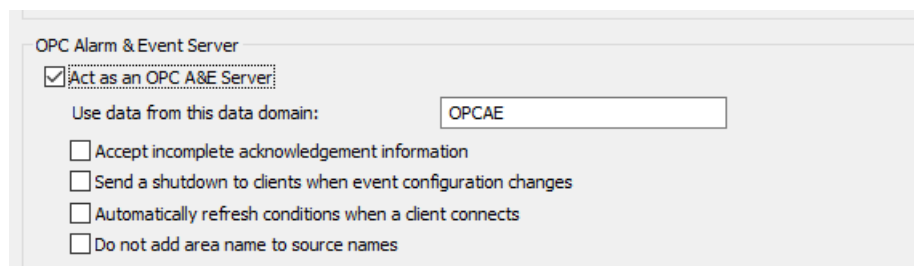 OPC Alarm & Event Server
Act as an OPC A&E Server
Use data from this data domain: OPCAE
Accept incomplete acknowledgement information
Send a shutdown to clients when event configuration changes
Automatically refresh conditions when a client connects
Do not add area name to source names